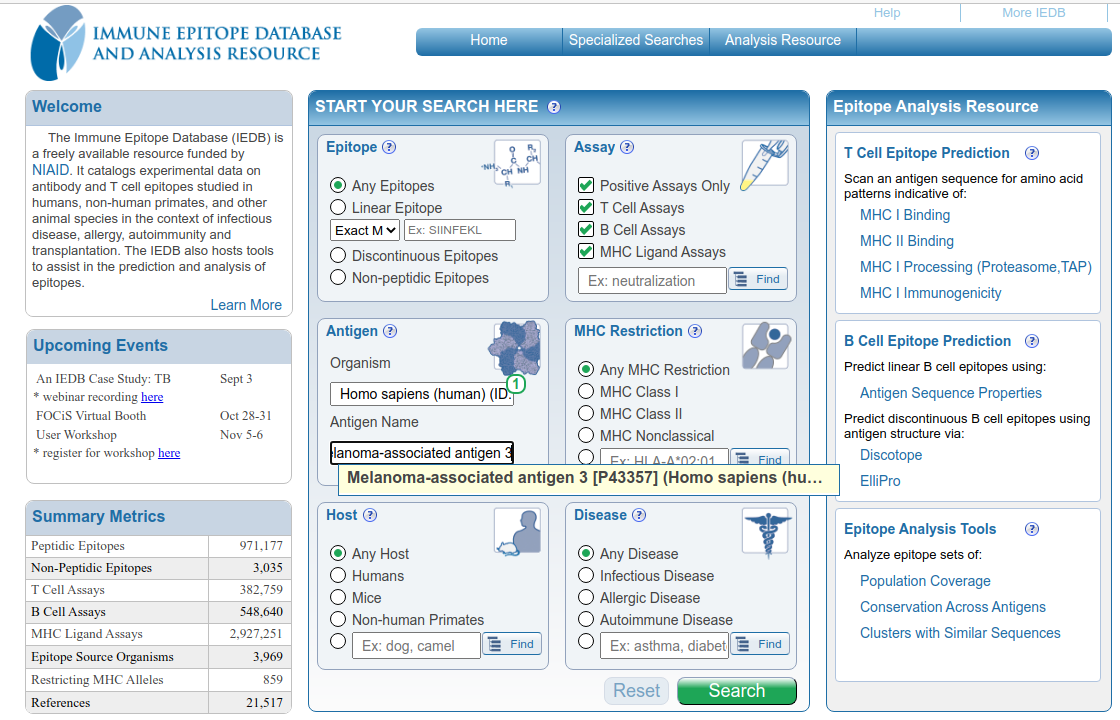 Help
More IEDB
IMMUNE EPITOPE DATABASE
AND ANALYSIS RESOURCE
Home
Specialized Searches
Analysis Resource
Welcome
The Immune Epitope Database (IEDB) is
a freely available resource funded by
NIAID. It catalogs experimental data on
antibody and T cell epitopes studied in
humans, non-human primates, and other
animal species in the context of infectious
disease, allergy, autoimmunity and
transplantation. The IEDB also hosts tools
to assist in the prediction and analysis of
epitopes.
Learn More
Upcoming Events
An IEDB Case Study: TB Sept 3
* webinar recording here
FOCiS Virtual Booth Oct 28-31
User Workshop Nov 5-6
* register for workshop here
Summary Metrics
Peptidic Epitopes 971,177
Non-Peptidic Epitopes 3,035
T Cell Assays 382,759
B Cell Assays 548,640
MHC Ligand Assays 2,927,251
Epitope Source Organisms 3,969
Restricting MHC Alleles 859
References 21,517
START YOUR SEARCH HERE ?
Epitope ?
Any Epitopes
Linear Epitope
Exact M
Ex: SIINFEKL
Discontinuous Epitopes
Non-peptidic Epitopes
Assay ?
Positive Assays Only
T Cell Assays
B Cell Assays
MHC Ligand Assays
Ex: neutralization
Find
Antigen ?
Organism
1
Homo sapiens (human) (ID:
Antigen Name
lanoma-associated antigen 3
Melanoma-associated antigen 3 [P43357] (Homo sapiens (hu…
MHC Restriction ?
Any MHC Restriction
MHC Class I
MHC Class II
MHC Nonclassical
Ex: HLA-A*02:01
Find
Host ?
Any Host
Humans
Mice
Non-human Primates
Ex: dog, camel
Find
Disease ?
Any Disease
Infectious Disease
Allergic Disease
Autoimmune Disease
Ex: asthma, diabet
Find
Reset
Search
Epitope Analysis Resource
T Cell Epitope Prediction ?
Scan an antigen sequence for amino acid
patterns indicative of:
MHC I Binding
MHC II Binding
MHC I Processing (Proteasome,TAP)
MHC I Immunogenicity
B Cell Epitope Prediction ?
Predict linear B cell epitopes using:
Antigen Sequence Properties
Predict discontinuous B cell epitopes using
antigen structure via:
Discotope
ElliPro
Epitope Analysis Tools ?
Analyze epitope sets of:
Population Coverage
Conservation Across Antigens
Clusters with Similar Sequences